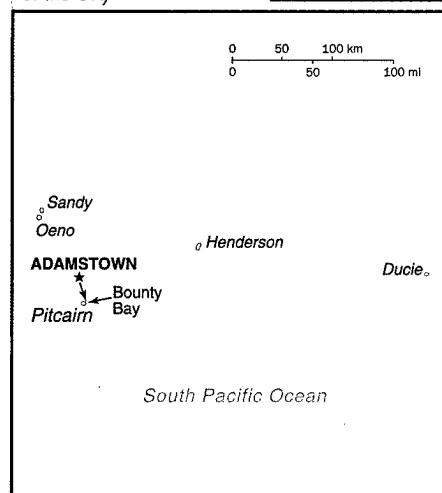 0 50 100 km
0 50 100 mi
Sandy
Oeno
Henderson
ADAMSTOWN
Ducie
Bounty
Pitcairn
Bay
South Pacific Ocean